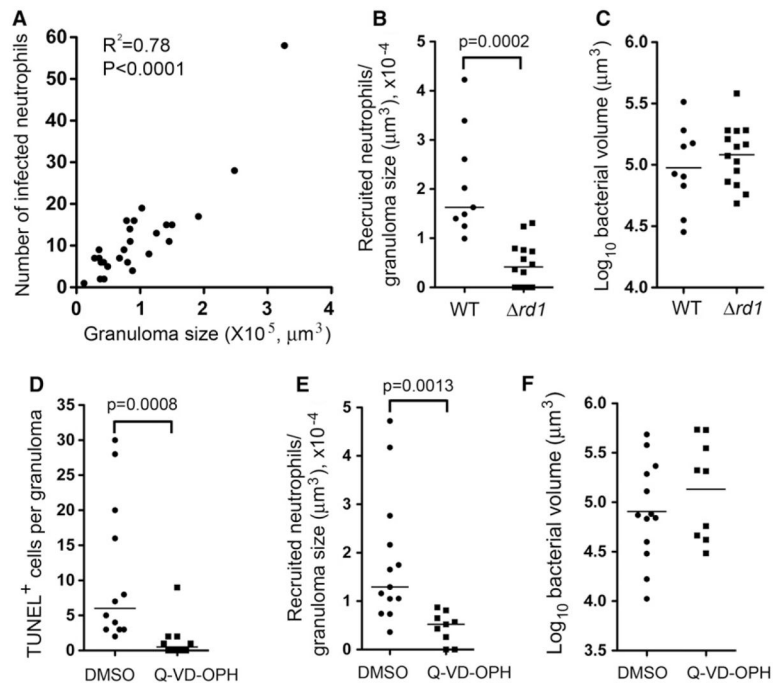 A
R²=0.78
P<0.0001
Number of infected neutrophils
60
50
40
30
20
10
0
0 1 2 3 4
Granuloma size (X10⁵, μm³)
B
p=0.0002
Recruited neutrophils/
granuloma size (μm³), x10⁻⁴
5
4
3
2
1
0
WT Δrd1
C
Log₁₀ bacterial volume (μm³)
6.0
5.5
5.0
4.5
4.0
WT Δrd1
D
p=0.0008
TUNEL⁺ cells per granuloma
35
30
25
20
15
10
5
0
DMSO Q-VD-OPH
E
p=0.0013
Recruited neutrophils/
granuloma size (μm³), x10⁻⁴
5
4
3
2
1
0
DMSO Q-VD-OPH
F
Log₁₀ bacterial volume (μm³)
6.0
5.5
5.0
4.5
4.0
3.5
DMSO Q-VD-OPH